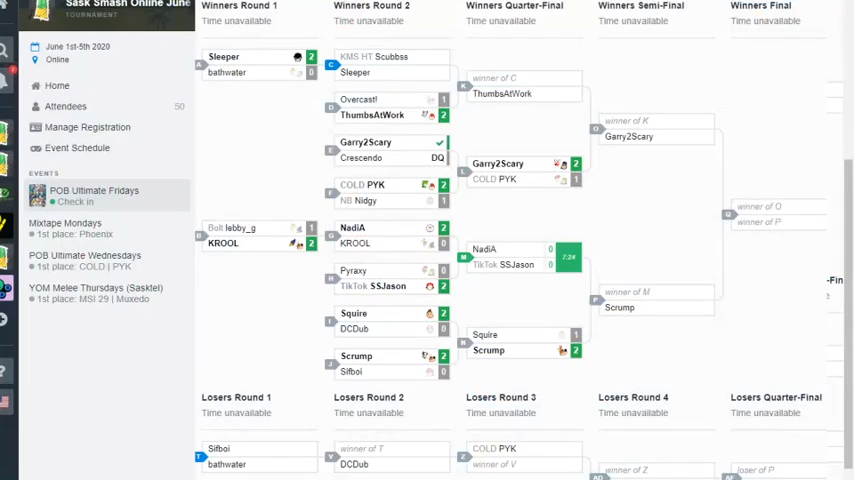 Sask Smash Online June
TOURNAMENT
June 1st-5th 2020
Online
Home
Attendees 50
Manage Registration
Event Schedule
EVENTS
POB Ultimate Fridays
Check in
Mixtape Mondays
1st place: Phoenix
POB Ultimate Wednesdays
1st place: COLD | PYK
YOM Melee Thursdays (Sasktel)
1st place: MSI 29 | Muxedo
Winners Round 1
Time unavailable
A
Sleeper 2
bathwater 0
B
Bolt lebby_g 1
KROOL 2
Winners Round 2
Time unavailable
C
KMS HT Scubbss
Sleeper
D
Overcast! 1
ThumbsAtWork 2
E
Garry2Scary
Crescendo DQ
F
COLD PYK 2
NB Nidgy 1
G
NadiA 2
KROOL 0
H
Pyraxy 0
TikTok SSJason 2
I
Squire 2
DCDub 0
J
Scrump 2
Sifboi 0
Winners Quarter-Final
Time unavailable
K
winner of C
ThumbsAtWork
L
Garry2Scary 2
COLD PYK 1
M
NadiA 0
TikTok SSJason 0
7:24
N
Squire 1
Scrump 2
Winners Semi-Final
Time unavailable
O
winner of K
Garry2Scary
P
winner of M
Scrump
Winners Final
Time unavailable
Q
winner of O
winner of P
Losers Round 1
Time unavailable
T
Sifboi
bathwater
Losers Round 2
Time unavailable
V
winner of T
DCDub
Losers Round 3
Time unavailable
Z
COLD PYK
winner of V
Losers Round 4
Time unavailable
AD
winner of Z
Losers Quarter-Final
Time unavailable
loser of P